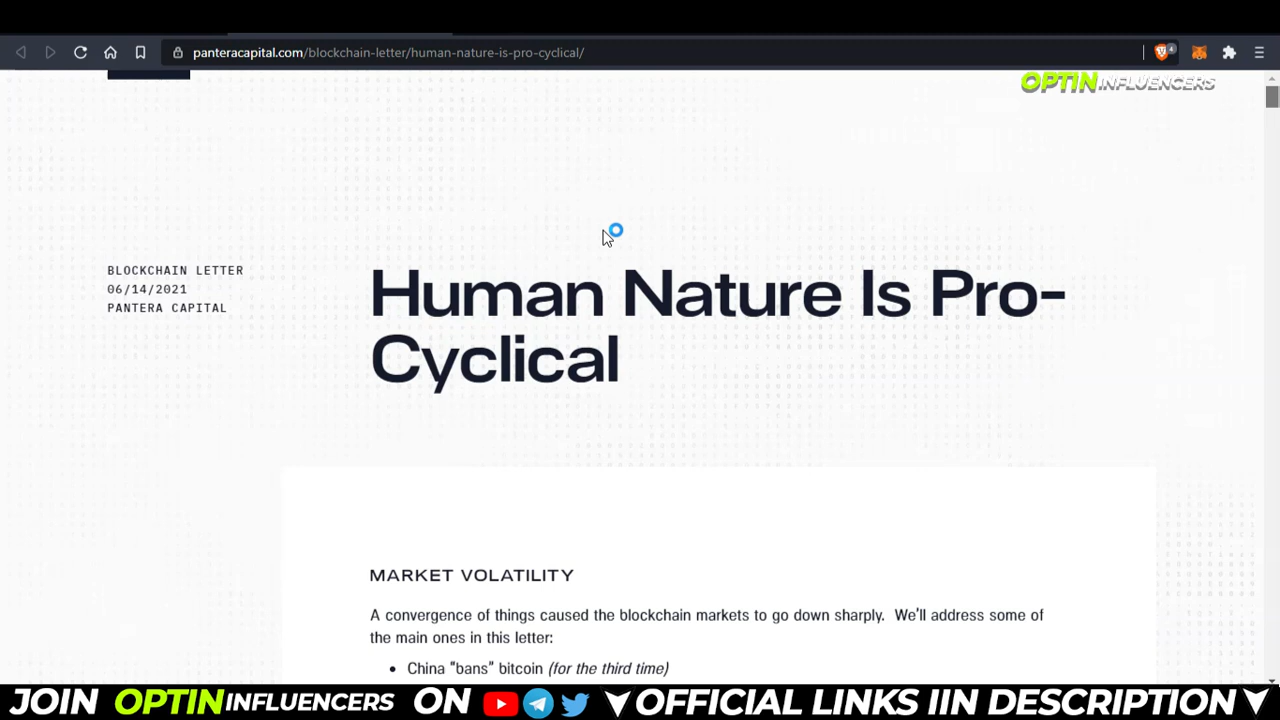 panteracapital.com/blockchain-letter/human-nature-is-pro-cyclical/
4
OPTIN INFLUENCERS
BLOCKCHAIN LETTER
06/14/2021
PANTERA CAPITAL
Human Nature Is Pro-
Cyclical
MARKET VOLATILITY
A convergence of things caused the blockchain markets to go down sharply. We'll address some of
the main ones in this letter:
• China "bans" bitcoin (for the third time)
JOIN OPTIN INFLUENCERS ON OFFICIAL LINKS IIN DESCRIPTION